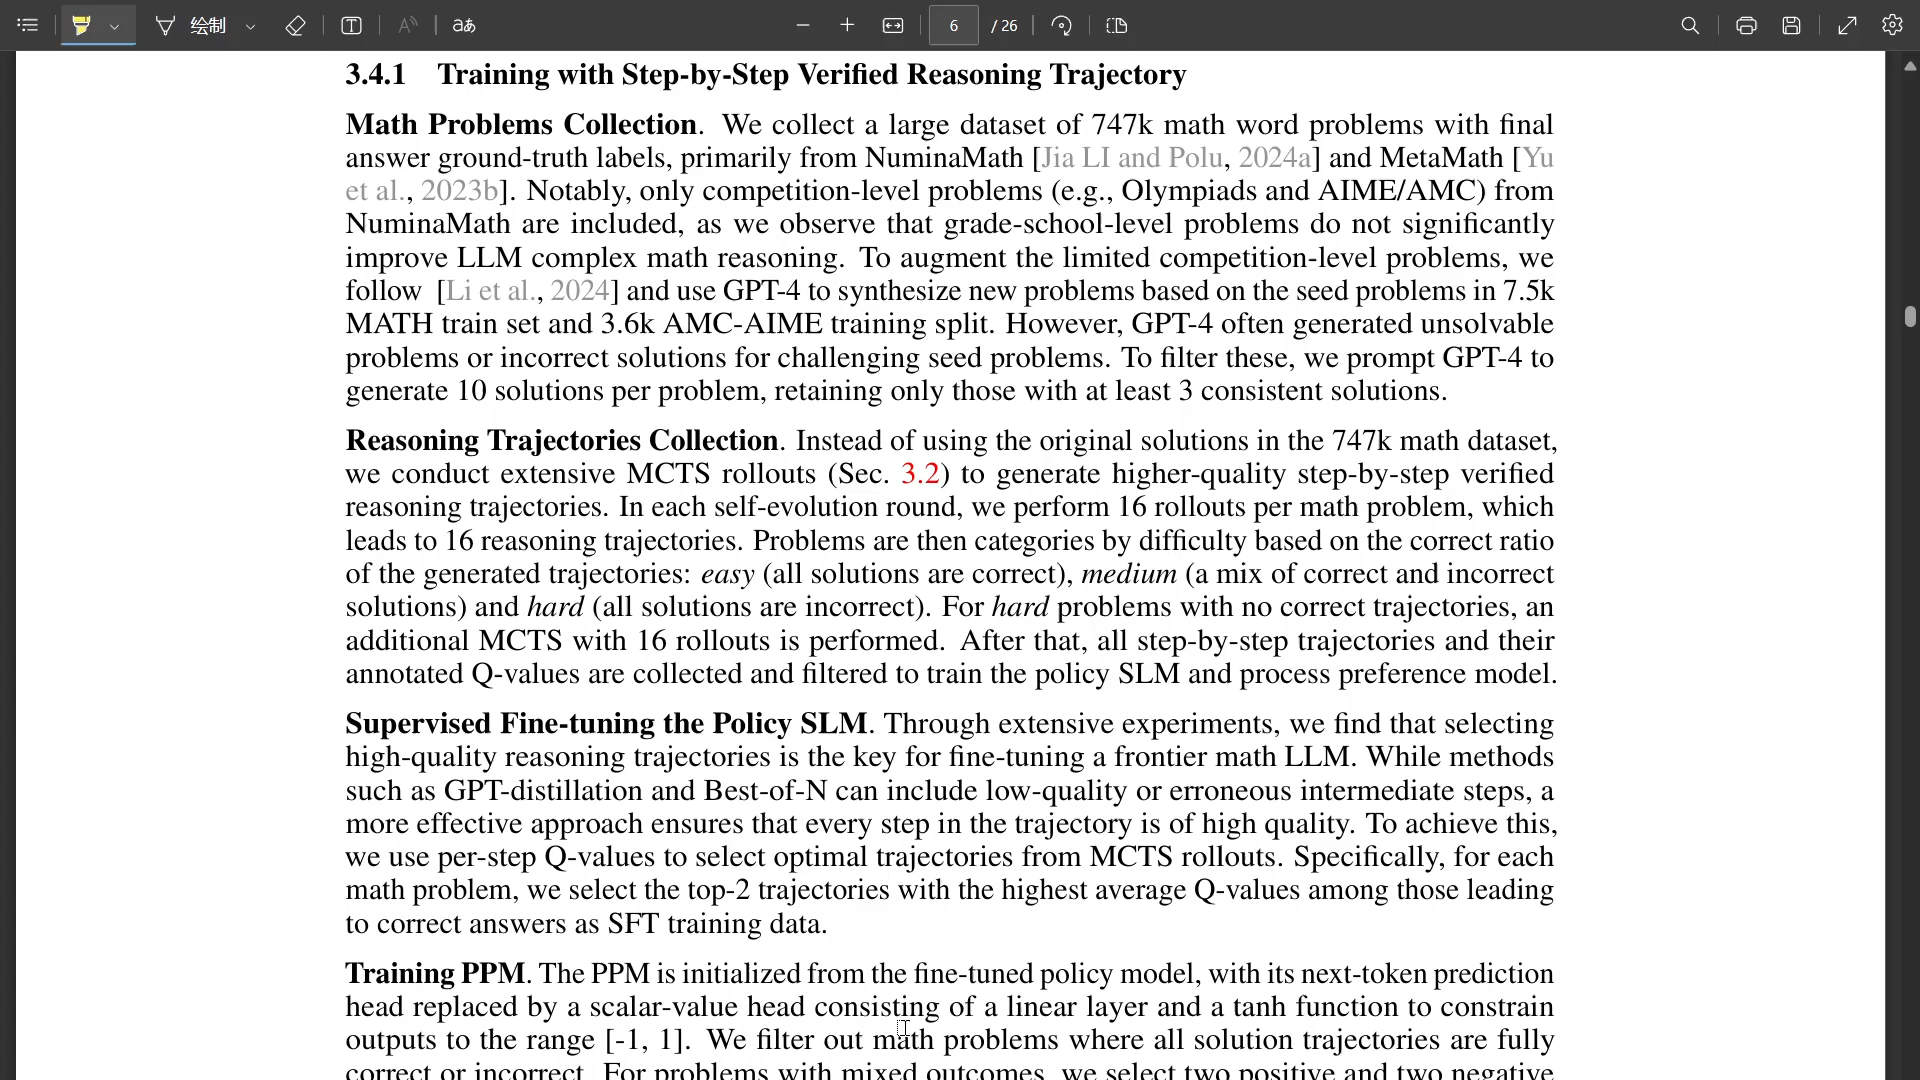 绘制
aあ
6
/ 26
3.4.1 Training with Step-by-Step Verified Reasoning Trajectory
Math Problems Collection. We collect a large dataset of 747k math word problems with final
answer ground-truth labels, primarily from NuminaMath [Jia LI and Polu, 2024a] and MetaMath [Yu
et al., 2023b]. Notably, only competition-level problems (e.g., Olympiads and AIME/AMC) from
NuminaMath are included, as we observe that grade-school-level problems do not significantly
improve LLM complex math reasoning. To augment the limited competition-level problems, we
follow [Li et al., 2024] and use GPT-4 to synthesize new problems based on the seed problems in 7.5k
MATH train set and 3.6k AMC-AIME training split. However, GPT-4 often generated unsolvable
problems or incorrect solutions for challenging seed problems. To filter these, we prompt GPT-4 to
generate 10 solutions per problem, retaining only those with at least 3 consistent solutions.
Reasoning Trajectories Collection. Instead of using the original solutions in the 747k math dataset,
we conduct extensive MCTS rollouts (Sec. 3.2) to generate higher-quality step-by-step verified
reasoning trajectories. In each self-evolution round, we perform 16 rollouts per math problem, which
leads to 16 reasoning trajectories. Problems are then categories by difficulty based on the correct ratio
of the generated trajectories: easy (all solutions are correct), medium (a mix of correct and incorrect
solutions) and hard (all solutions are incorrect). For hard problems with no correct trajectories, an
additional MCTS with 16 rollouts is performed. After that, all step-by-step trajectories and their
annotated Q-values are collected and filtered to train the policy SLM and process preference model.
Supervised Fine-tuning the Policy SLM. Through extensive experiments, we find that selecting
high-quality reasoning trajectories is the key for fine-tuning a frontier math LLM. While methods
such as GPT-distillation and Best-of-N can include low-quality or erroneous intermediate steps, a
more effective approach ensures that every step in the trajectory is of high quality. To achieve this,
we use per-step Q-values to select optimal trajectories from MCTS rollouts. Specifically, for each
math problem, we select the top-2 trajectories with the highest average Q-values among those leading
to correct answers as SFT training data.
Training PPM. The PPM is initialized from the fine-tuned policy model, with its next-token prediction
head replaced by a scalar-value head consisting of a linear layer and a tanh function to constrain
outputs to the range [-1, 1]. We filter out math problems where all solution trajectories are fully
correct or incorrect. For problems with mixed outcomes, we select two positive and two negative